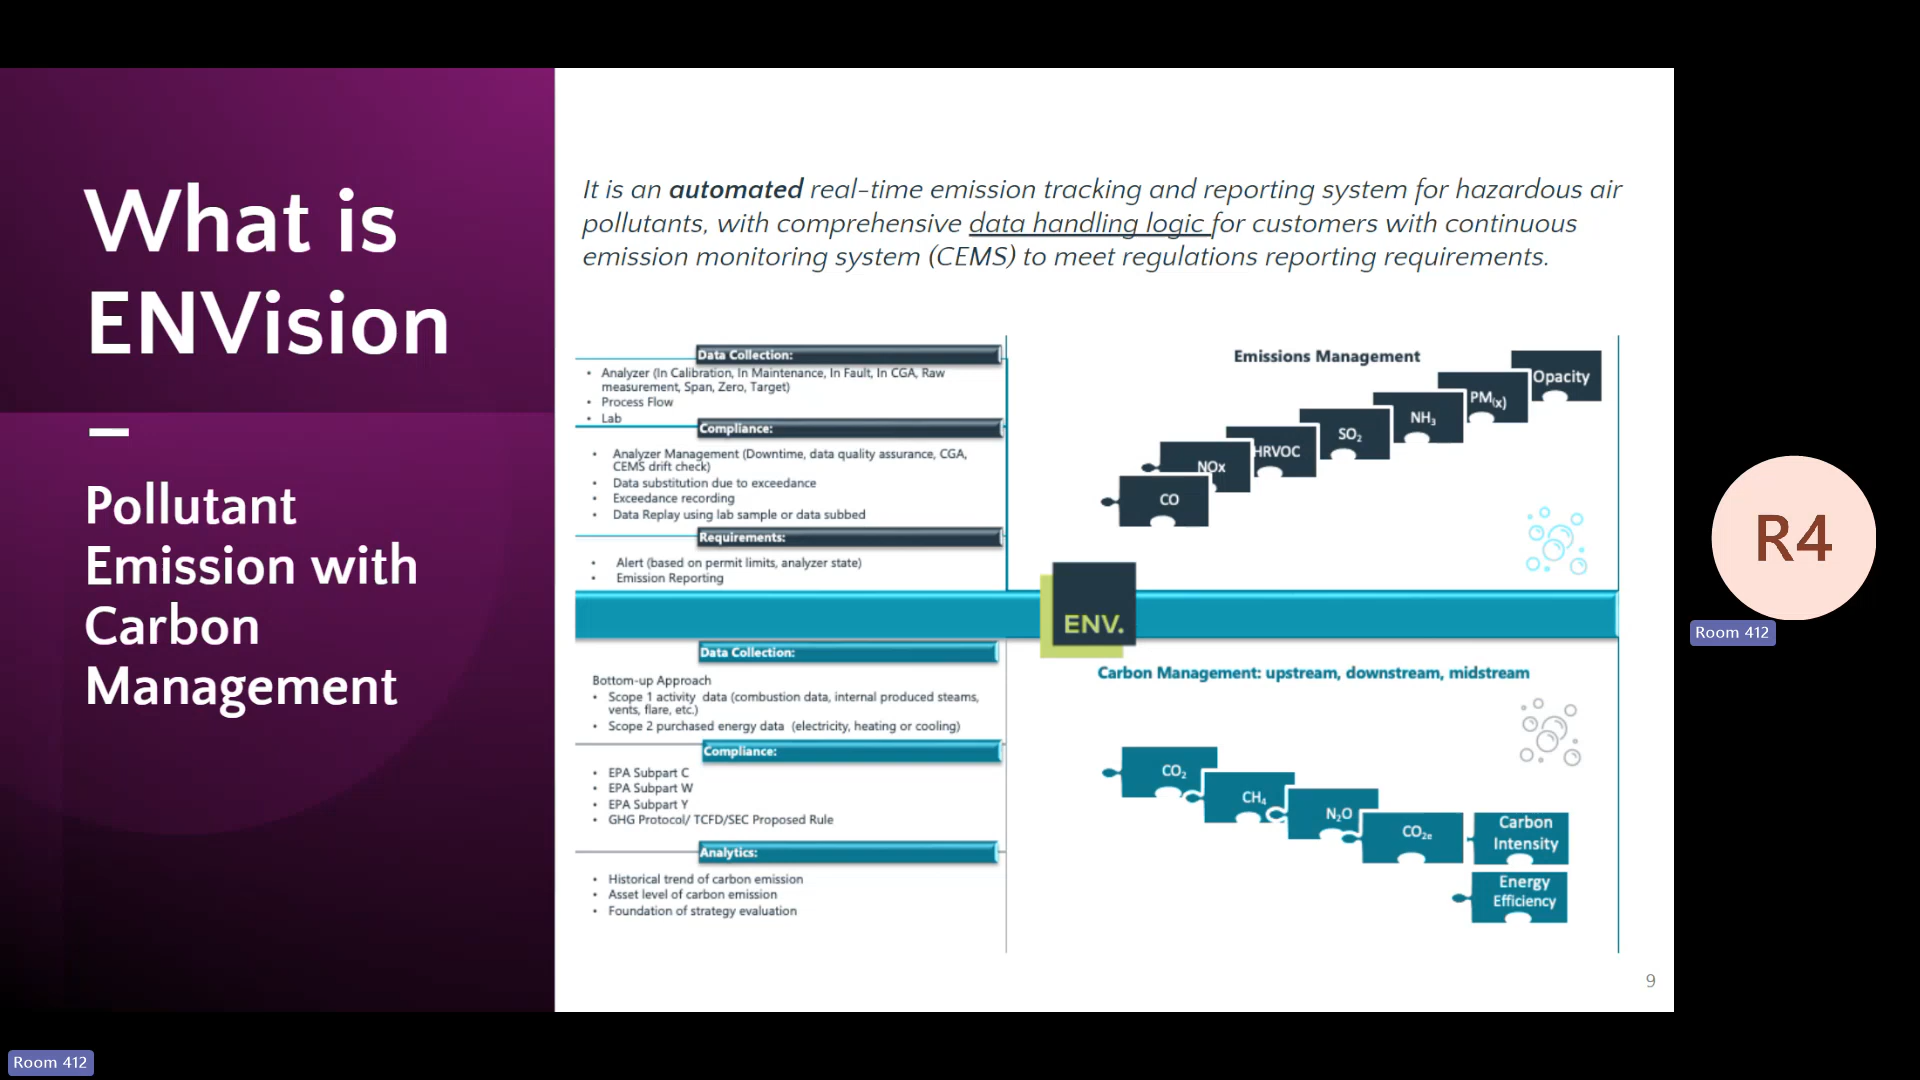 What is
ENVision
Pollutant
Emission with
Carbon
Management
It is an automated real-time emission tracking and reporting system for hazardous air
pollutants, with comprehensive data handling logic for customers with continuous
emission monitoring system (CEMS) to meet regulations reporting requirements.
Data Collection:
• Analyzer (In Calibration, In Maintenance, In Fault, In CGA, Raw
measurement, Span, Zero, Target)
• Process Flow
• Lab
Compliance:
• Analyzer Management (Downtime, data quality assurance, CGA,
CEMS drift check)
• Data substitution due to exceedance
• Exceedance recording
• Data Replay using lab sample or data subbed
Requirements:
• Alert (based on permit limits, analyzer state)
• Emission Reporting
Emissions Management
Opacity
PM(x)
NH3
SO2
HRVOC
NOx
CO
ENV.
Data Collection:
Bottom-up Approach
• Scope 1 activity data (combustion data, internal produced steams,
vents, flare, etc.)
• Scope 2 purchased energy data (electricity, heating or cooling)
Compliance:
• EPA Subpart C
• EPA Subpart W
• EPA Subpart Y
• GHG Protocol/ TCFD/SEC Proposed Rule
Analytics:
• Historical trend of carbon emission
• Asset level of carbon emission
• Foundation of strategy evaluation
Carbon Management: upstream, downstream, midstream
CO2
CH4
N2O
CO2e
Carbon
Intensity
Energy
Efficiency
9
R4
Room 412
Room 412